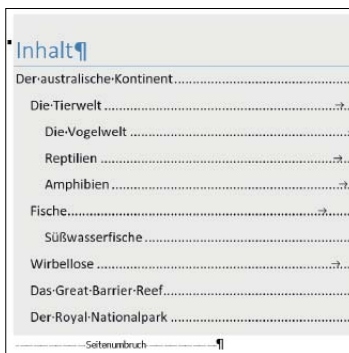 Inhalt¶
Der·australische·Kontinent
Die·Tierwelt
Die·Vogelwelt
Reptilien
Amphibien
Fische
Süßwasserfische
Wirbellose
Das·Great-Barrier-Reef
Der·Royal·Nationalpark
Seitenumbruch¶